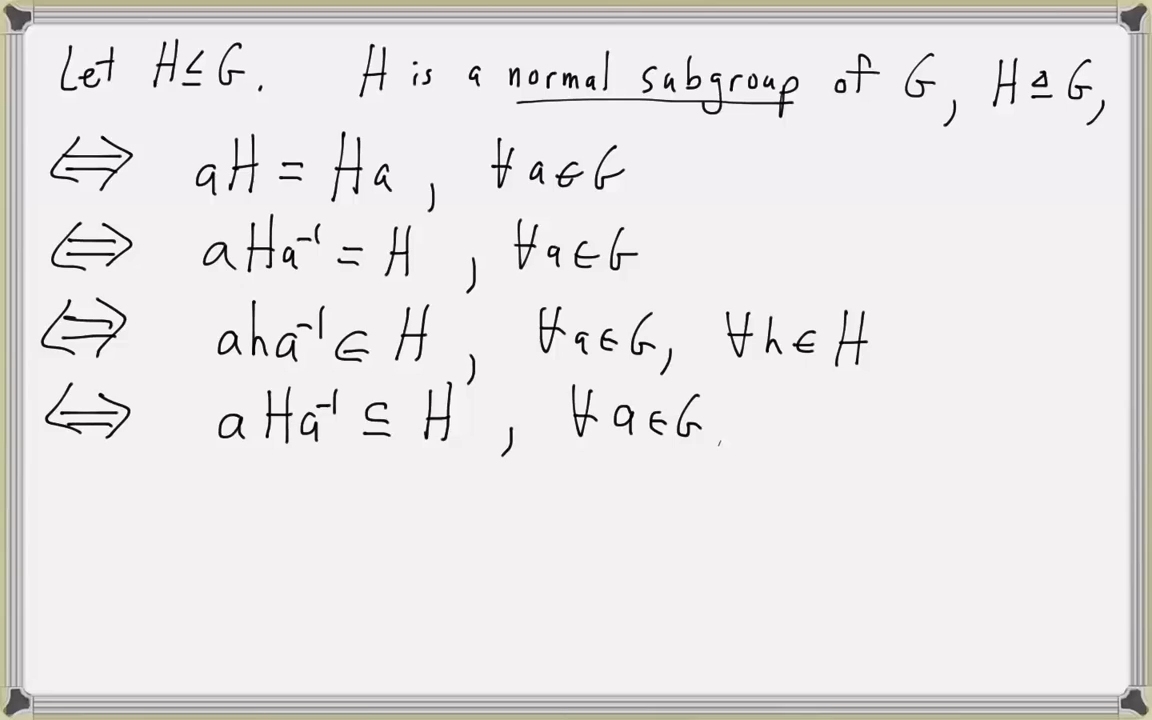 Let H ≤ G. H is a normal subgroup of G, H ⊴ G,
⟺ aH = Ha, ∀ a ∈ G
⟺ aHa⁻¹ = H, ∀ a ∈ G
⟺ aha⁻¹ ∈ H, ∀ a ∈ G, ∀ h ∈ H
⟺ aHa⁻¹ ⊆ H, ∀ a ∈ G.